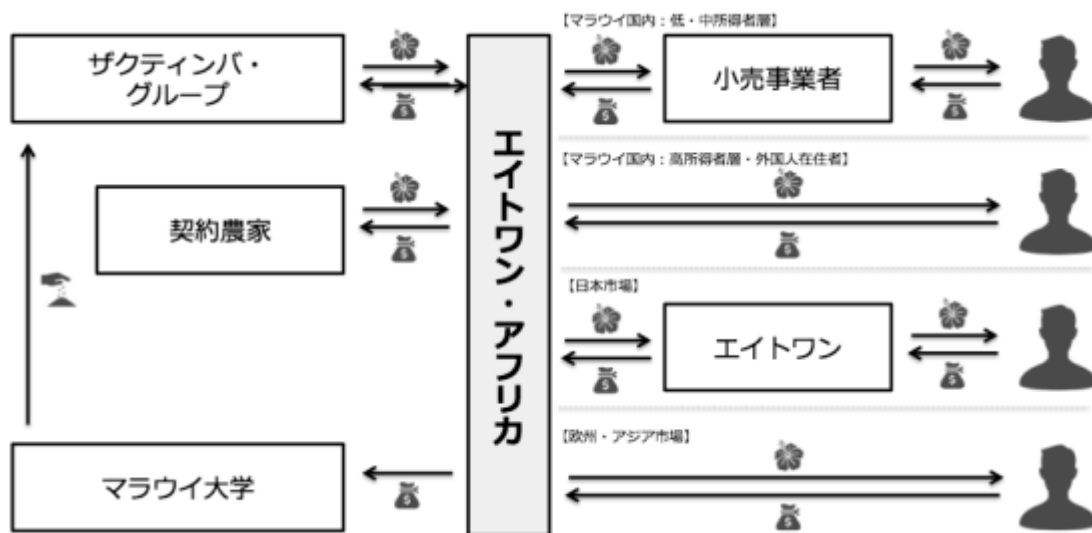 【マラウイ国内：低・中所得者層】
ザクティンバ・
グループ
小売事業者
【マラウイ国内：高所得者層・外国人在住者】
契約農家
エイトワン・アフリカ
【日本市場】
エイトワン
【欧州・アジア市場】
マラウイ大学